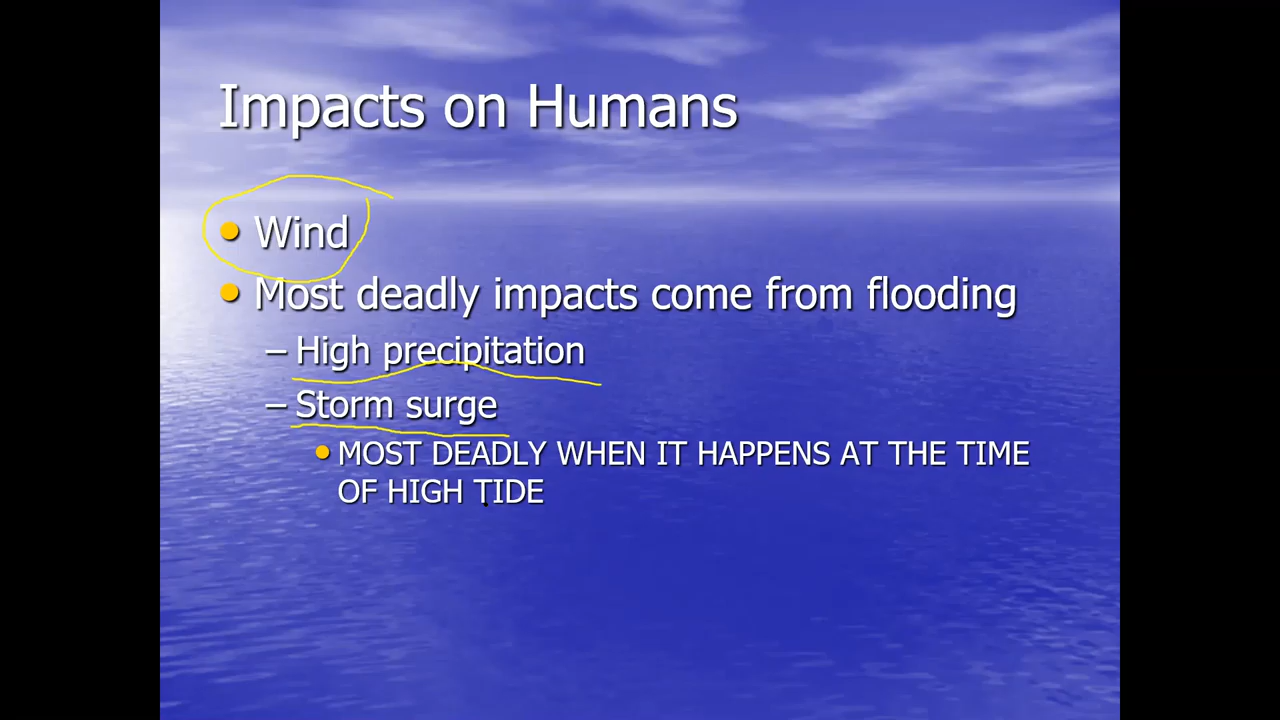 Impacts on Humans
• Wind
• Most deadly impacts come from flooding
– High precipitation
– Storm surge
• MOST DEADLY WHEN IT HAPPENS AT THE TIME
OF HIGH TIDE